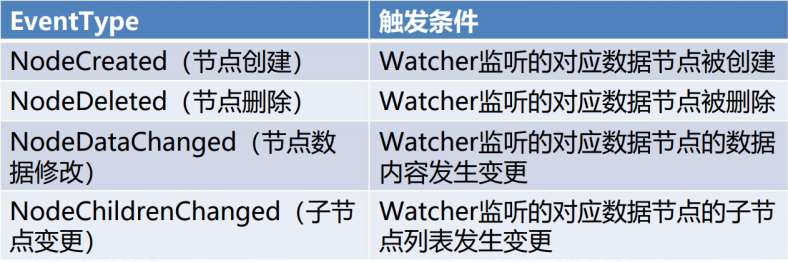 EventType
触发条件
NodeCreated（节点创建）
Watcher监听的对应数据节点被创建
NodeDeleted（节点删除）
Watcher监听的对应数据节点被删除
NodeDataChanged（节点数
据修改）
Watcher监听的对应数据节点的数据
内容发生变更
NodeChildrenChanged（子节
点变更）
Watcher监听的对应数据节点的子节
点列表发生变更